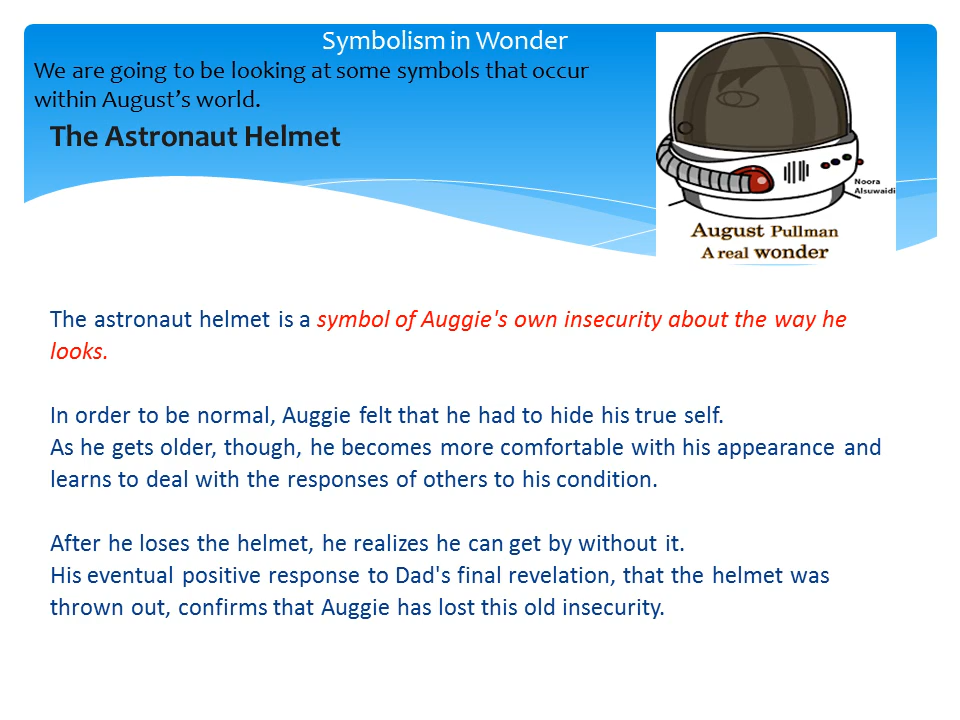 Symbolism in Wonder
We are going to be looking at some symbols that occur
within August’s world.
The Astronaut Helmet
Noora
Alsuwaidi
August Pullman
A real wonder
The astronaut helmet is a symbol of Auggie's own insecurity about the way he
looks.
In order to be normal, Auggie felt that he had to hide his true self.
As he gets older, though, he becomes more comfortable with his appearance and
learns to deal with the responses of others to his condition.
After he loses the helmet, he realizes he can get by without it.
His eventual positive response to Dad's final revelation, that the helmet was
thrown out, confirms that Auggie has lost this old insecurity.